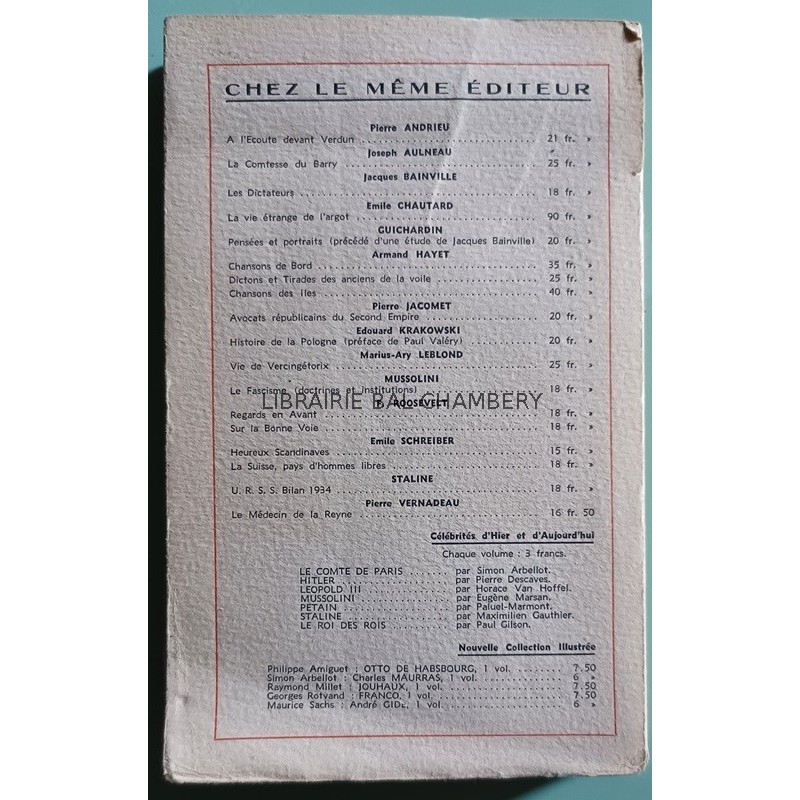 CHEZ LE MÊME ÉDITEUR
Pierre ANDRIEU
A l'Ecoute devant Verdun ........ 21 fr. »
Joseph AULNEAU
La Comtesse du Barry ........ 25 fr. »
Jacques BAINVILLE
Les Dictateurs ........ 18 fr. »
Emile CHAUTARD
La vie étrange de l'argot ........ 90 fr. »
GUICHARDIN
Pensées et portraits (précédé d'une étude de Jacques Bainville) 20 fr. »
Armand HAYET
Chansons de Bord ........ 35 fr. »
Dictons et Tirades des anciens de la voile ........ 25 fr. »
Chansons des Iles ........ 40 fr. »
Pierre JACOMET
Avocats républicains du Second Empire ........ 20 fr. »
Edouard KRAKOWSKI
Histoire de la Pologne (préface de Paul Valéry) ........ 20 fr. »
Marius-Ary LEBLOND
Vie de Vercingétorix ........ 25 fr. »
MUSSOLINI
Le Fascisme (doctrines et institutions) ........ 18 fr. »
LIBRAIRIE BAL CHAMBERY
ROOSEVELT
Regards en Avant ........ 18 fr. »
Sur la Bonne Voie ........ 18 fr. »
Emile SCHREIBER
Heureux Scandinaves ........ 15 fr. »
La Suisse, pays d'hommes libres ........ 18 fr. »
STALINE
U. R. S. S. Bilan 1934 ........ 18 fr. »
Pierre VERNADEAU
Le Médecin de la Reyne ........ 16 fr. 50
Célébrités d'Hier et d'Aujourd'hui
Chaque volume : 3 francs.
LE COMTE DE PARIS ...... par Simon Arbellot.
HITLER ........ par Pierre Descaves.
LEOPOLD III ........ par Horace Van Hoffel.
MUSSOLINI ........ par Eugène Marsan.
PETAIN ........ par Paluel-Marmont.
STALINE ........ par Maximilien Gauthier.
LE ROI DES ROIS ........ par Paul Gilson.
Nouvelle Collection Illustrée
Philippe Amiguet : OTTO DE HABSBOURG, 1 vol. ........ 7.50
Simon Arbellot : Charles MAURRAS, 1 vol. ........ 6 »
Raymond Millet : JOUHAUX, 1 vol. ........ 7.50
Georges Rotvand : FRANCO, 1 vol. ........ 7.50
Maurice Sachs : André GIDE, 1 vol. ........ 6 »